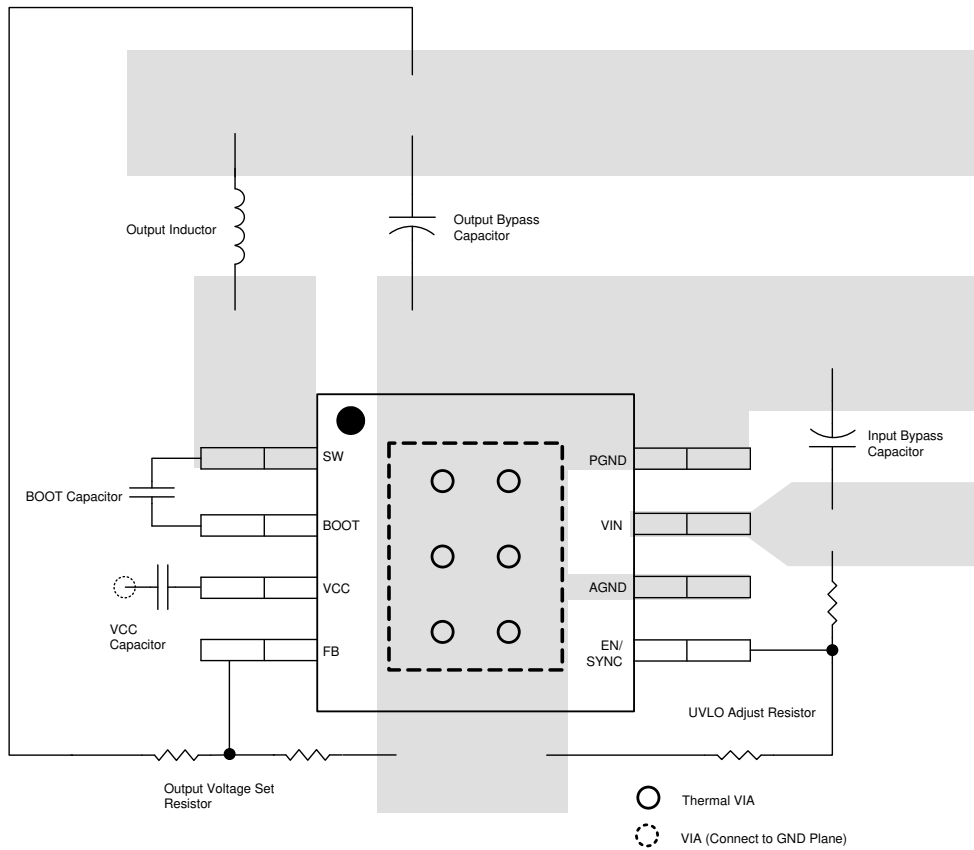 Output Inductor
Output Bypass
Capacitor
Input Bypass
Capacitor
SW
PGND
BOOT Capacitor
BOOT
VIN
VCC
AGND
VCC
Capacitor
FB
EN/
SYNC
UVLO Adjust Resistor
Output Voltage Set
Resistor
Thermal VIA
VIA (Connect to GND Plane)